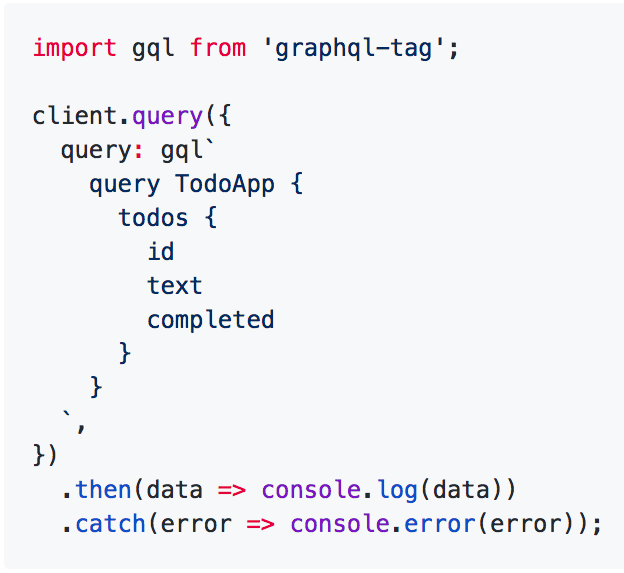 import gql from 'graphql-tag';

client.query({
  query: gql`
    query TodoApp {
      todos {
        id
        text
        completed
      }
    }
  `,
})
  .then(data => console.log(data))
  .catch(error => console.error(error));